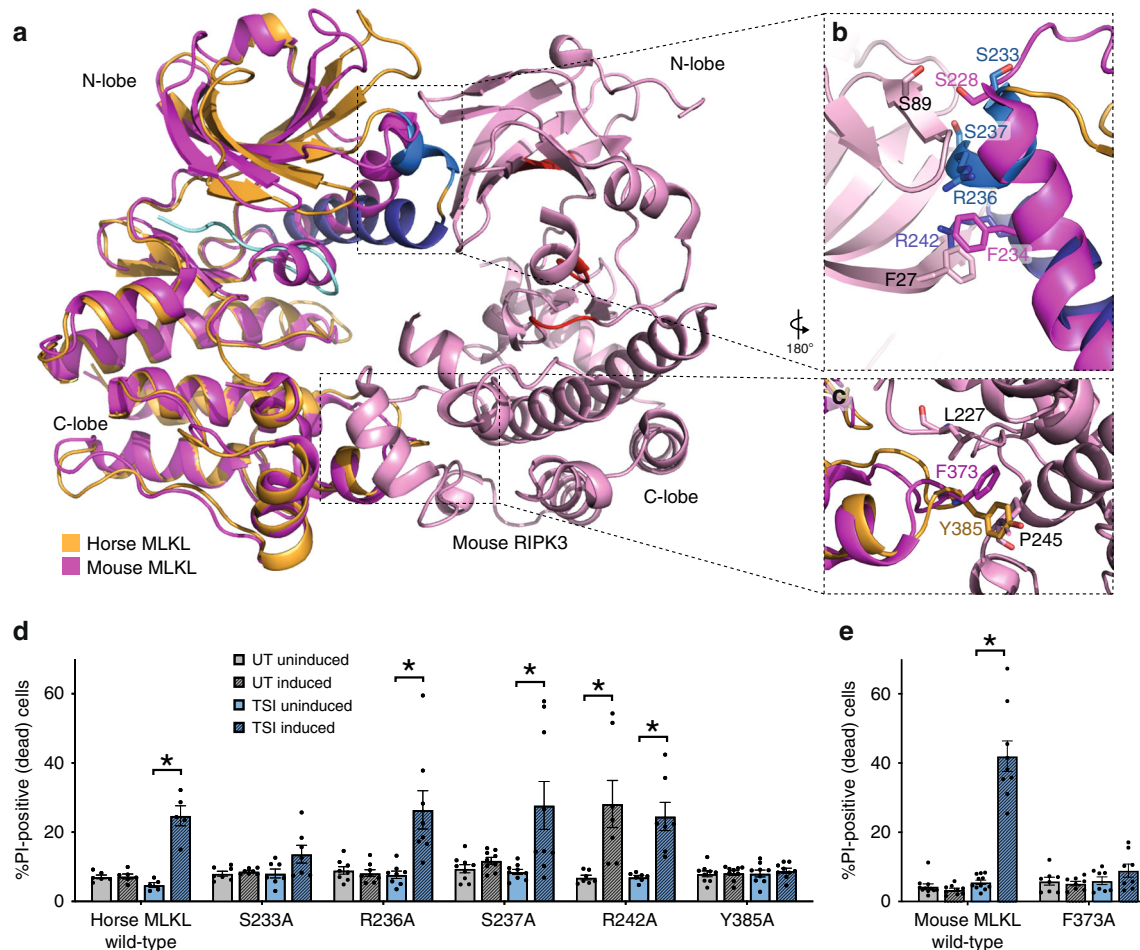 a
N-lobe
N-lobe
C-lobe
C-lobe
Mouse RIPK3
Horse MLKL
Mouse MLKL
b
S233
S228
S89
S237
R236
R242
F234
F27
180°
c
L227
F373
Y385
P245
d
UT uninduced
UT induced
TSI uninduced
TSI induced
%PI-positive (dead) cells
60
40
20
0
* * * * *
Horse MLKL wild-type
S233A
R236A
S237A
R242A
Y385A
e
%PI-positive (dead) cells
60
40
20
0
*
Mouse MLKL wild-type
F373A